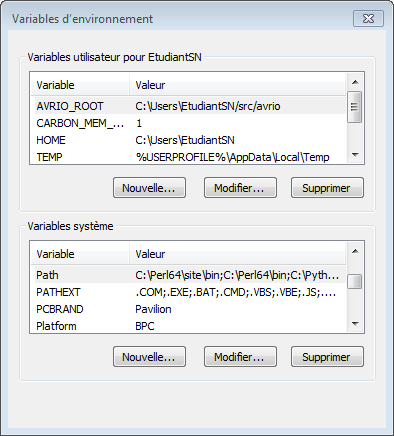 Variables d'environnement
Variables utilisateur pour EtudiantSN
Variable Valeur
AVRIO_ROOT C:\Users\EtudiantSN/src/avrio
CARBON_MEM_... 1
HOME C:\Users\EtudiantSN
TEMP %USERPROFILE%\AppData\Local\Temp
Nouvelle... Modifier... Supprimer
Variables système
Variable Valeur
Path C:\Perl64\site\bin;C:\Perl64\bin;C:\Pyth...
PATHEXT .COM;.EXE;.BAT;.CMD;.VBS;.VBE;.JS;....
PCBRAND Pavilion
Platform BPC
Nouvelle... Modifier... Supprimer